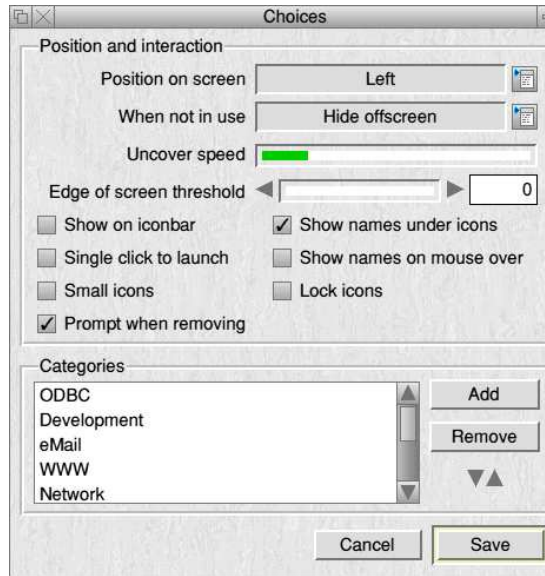 Choices
Position and interaction
Position on screen Left
When not in use Hide offscreen
Uncover speed
Edge of screen threshold 0
Show on iconbar Show names under icons
Single click to launch Show names on mouse over
Small icons Lock icons
Prompt when removing
Categories
ODBC Add
Development
eMail Remove
WWW
Network
Cancel Save